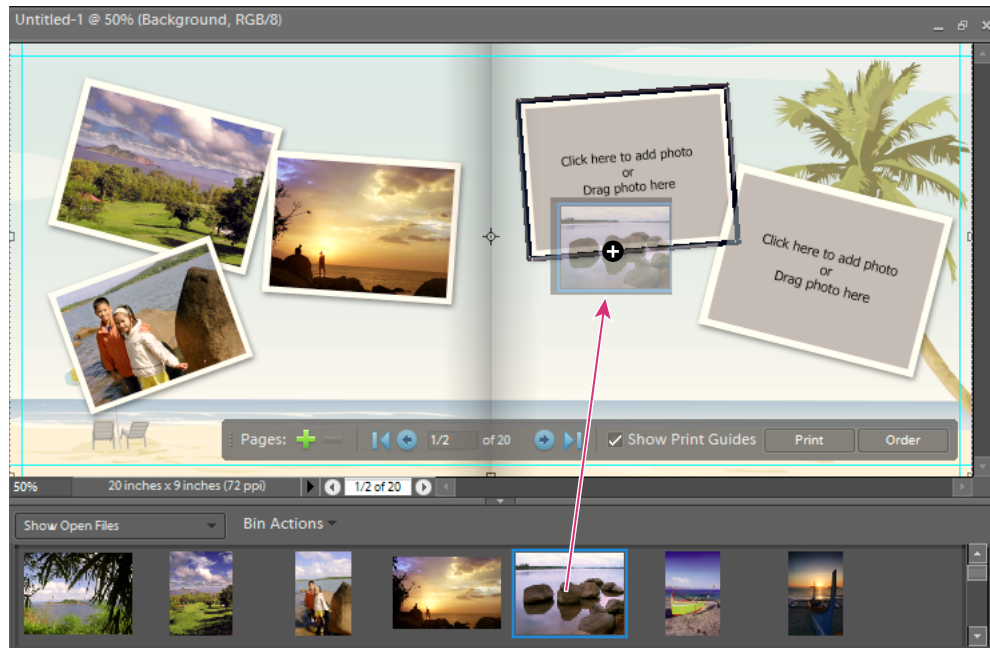 Untitled-1 @ 50% (Background, RGB/8)
Click here to add photo
or
Drag photo here
Click here to add photo
or
Drag photo here
Pages: 1/2 of 20 Show Print Guides Print Order
50% 20 inches x 9 inches (72 ppi) 1/2 of 20
Show Open Files Bin Actions